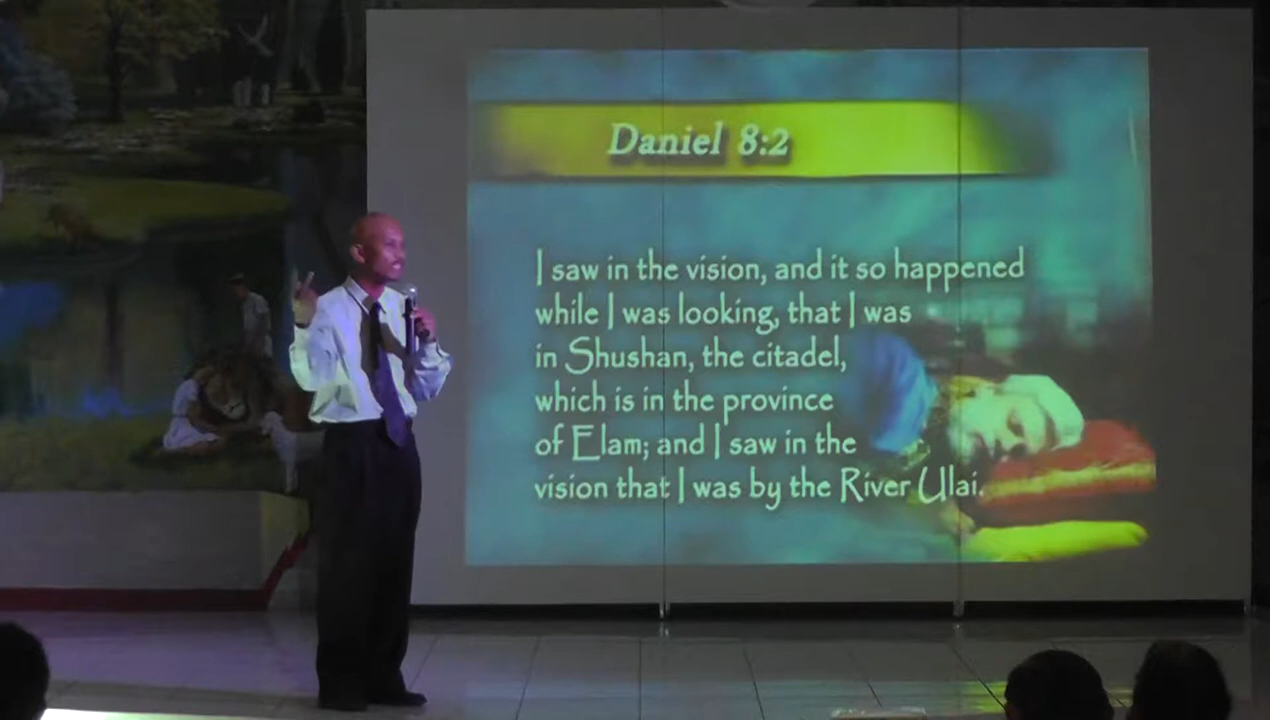 Daniel 8:2
I saw in the vision, and it so happened
while I was looking, that I was
in Shushan, the citadel,
which is in the province
of Elam; and I saw in the
vision that I was by the River Ulai.